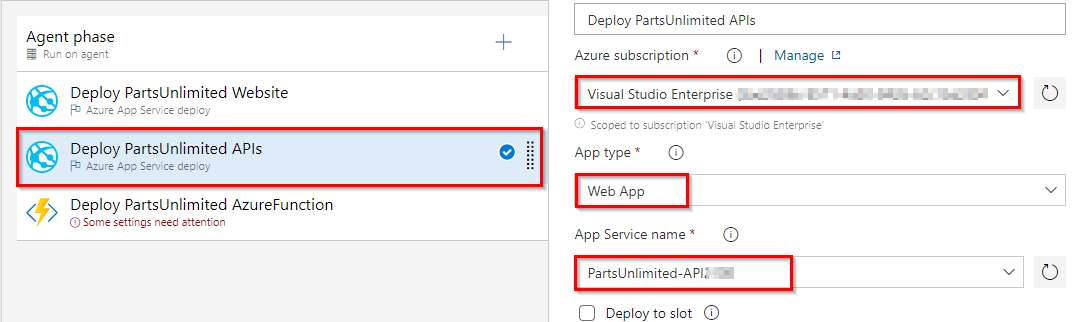 Agent phase
Run on agent
Deploy PartsUnlimited Website
Azure App Service deploy
Deploy PartsUnlimited APIs
Azure App Service deploy
Deploy PartsUnlimited AzureFunction
Some settings need attention
Deploy PartsUnlimited APIs
Azure subscription * | Manage
Visual Studio Enterprise
Scoped to subscription 'Visual Studio Enterprise'
App type *
Web App
App Service name *
PartsUnlimited-API
Deploy to slot